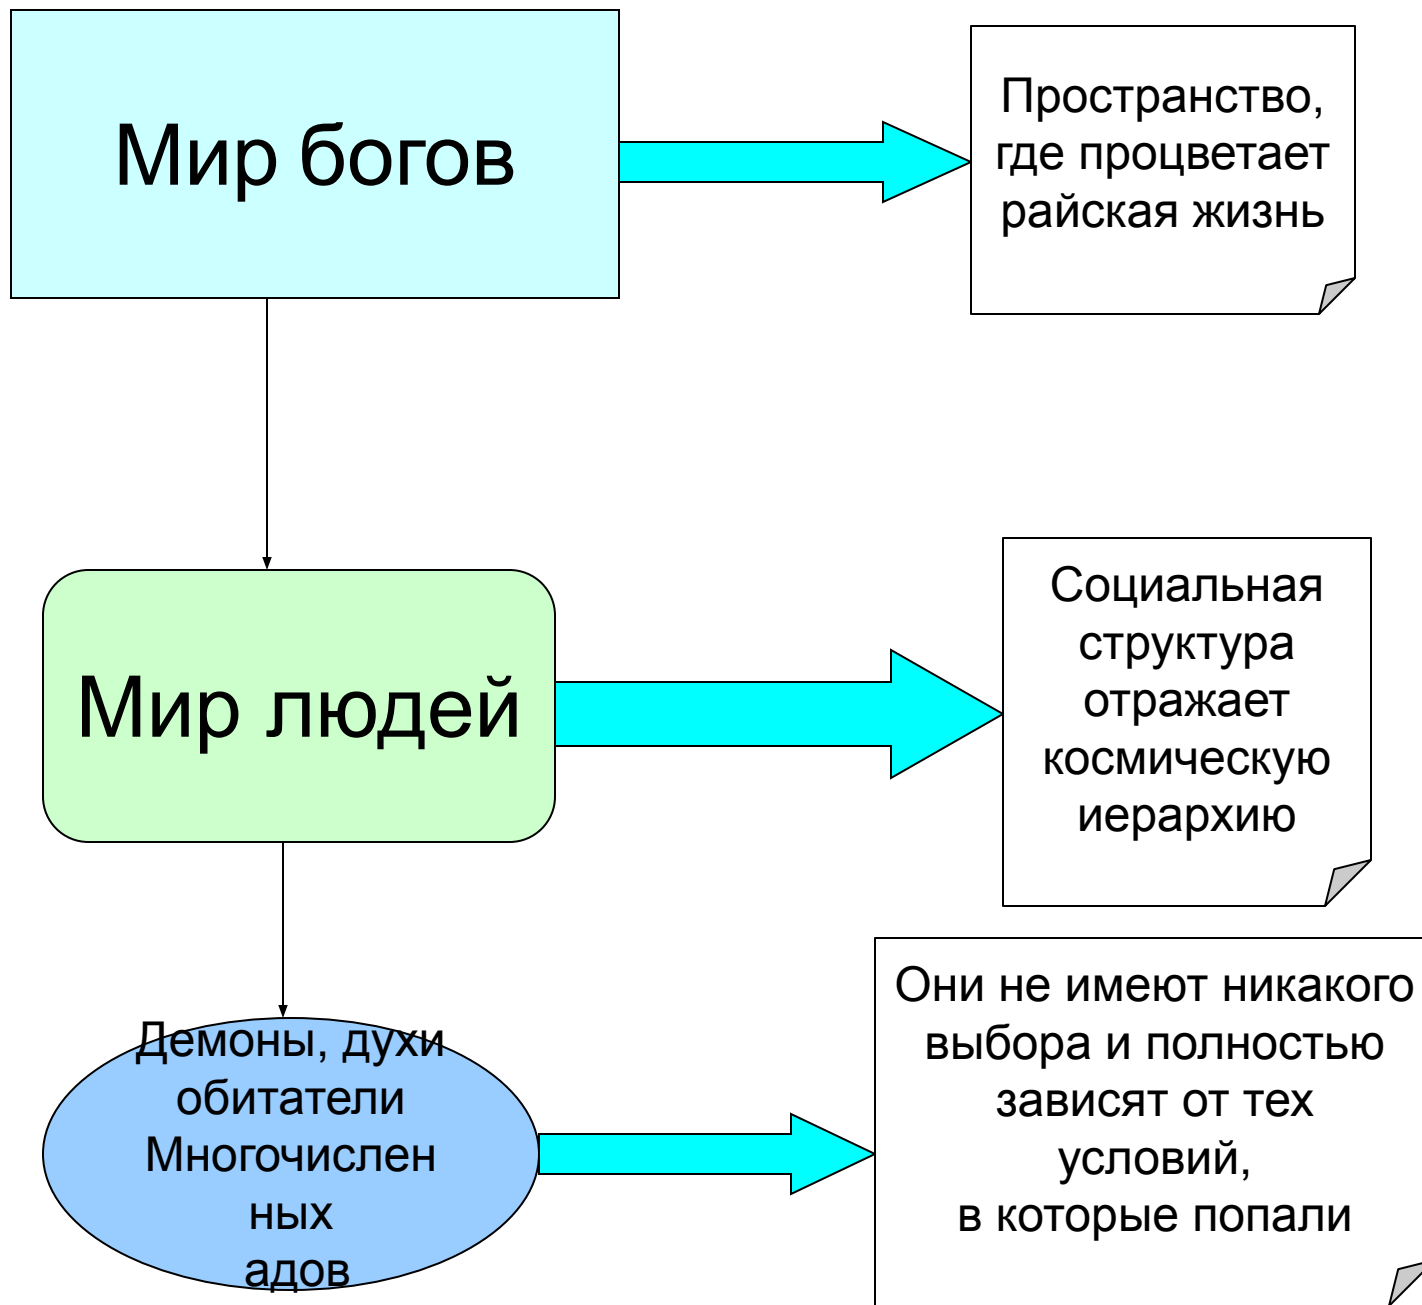 Мир богов
Пространство,
где процветает
райская жизнь
Мир людей
Социальная
структура
отражает
космическую
иерархию
Демоны, духи
обитатели
Многочислен
ных
адов
Они не имеют никакого
выбора и полностью
зависят от тех
условий,
в которые попали